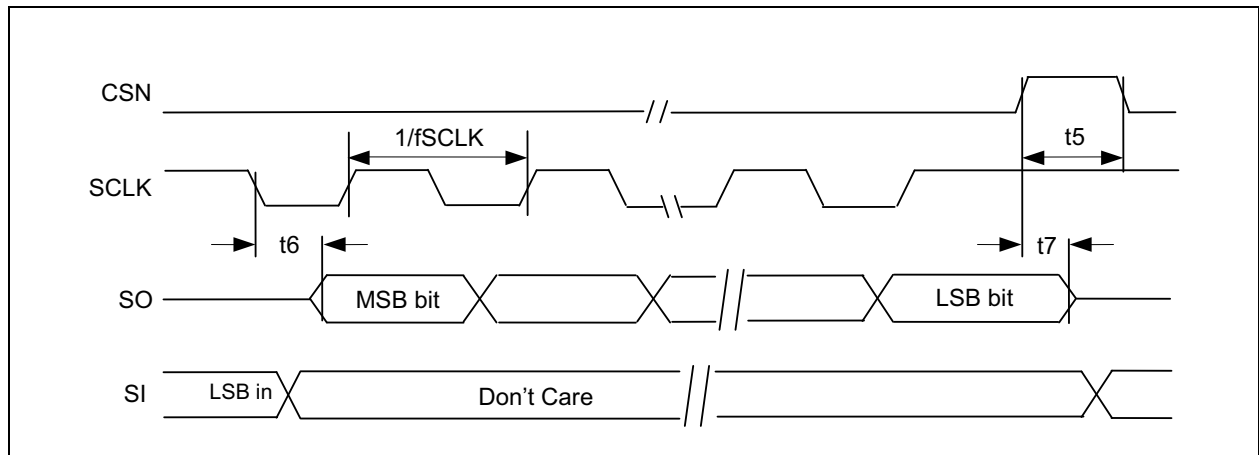 CSN
1/fSCLK
t5
SCLK
t6
t7
SO
MSB bit
LSB bit
SI
LSB in
Don't Care